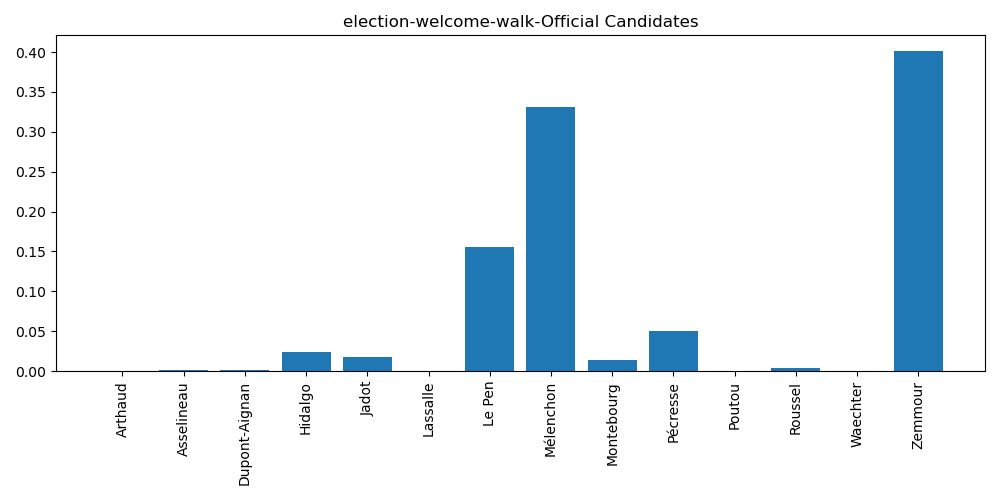 election-welcome-walk-Official Candidates
0.40
0.35
0.30
0.25
0.20
0.15
0.10
0.05
0.00
Arthaud
Asselineau
Dupont-Aignan
Hidalgo
Jadot
Lassalle
Le Pen
Mélenchon
Montebourg
Pécresse
Poutou
Roussel
Waechter
Zemmour